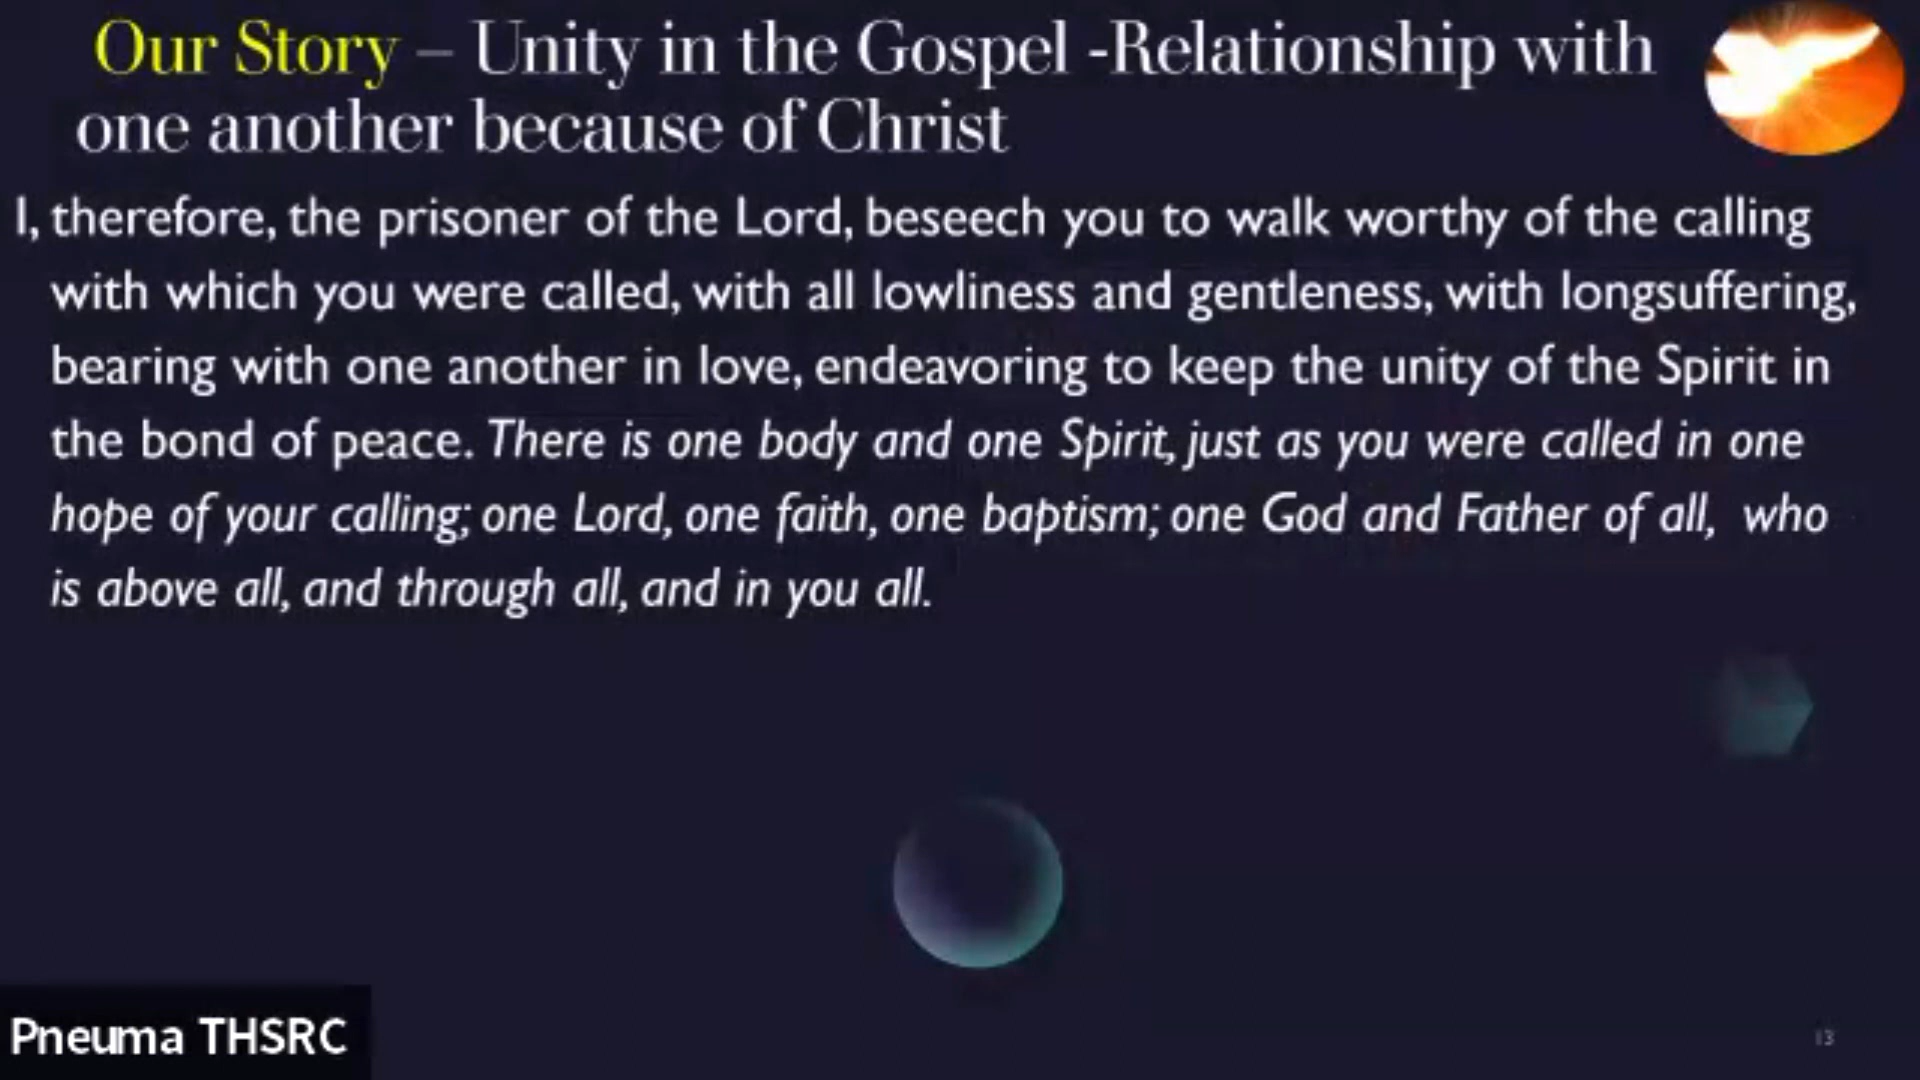 Our Story – Unity in the Gospel -Relationship with
one another because of Christ
I, therefore, the prisoner of the Lord, beseech you to walk worthy of the calling
with which you were called, with all lowliness and gentleness, with longsuffering,
bearing with one another in love, endeavoring to keep the unity of the Spirit in
the bond of peace. There is one body and one Spirit, just as you were called in one
hope of your calling; one Lord, one faith, one baptism; one God and Father of all, who
is above all, and through all, and in you all.
Pneuma THSRC
13